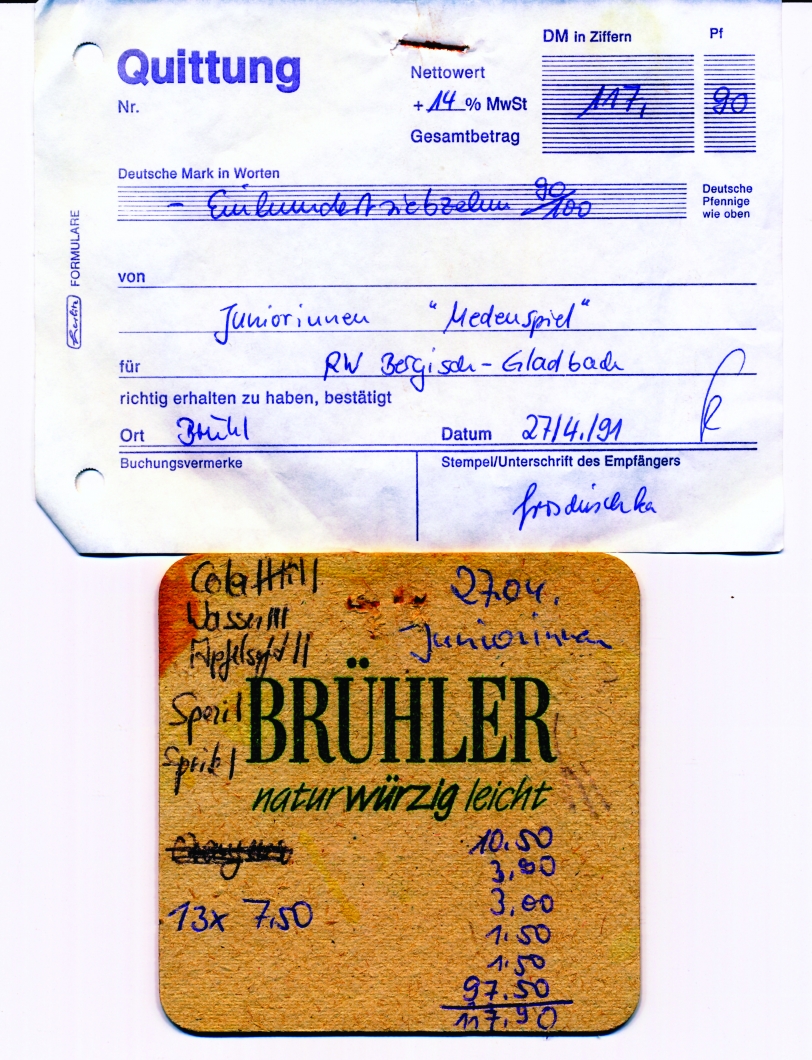 DM in Ziffern Pf
Quittung
Nettowert
Nr.
+ 14 % MwSt 117, 90
Gesamtbetrag
Deutsche Mark in Worten
- Einhundertsiebzehn 90/100
Deutsche
Pfennige
wie oben
FORMULARE
von
Juniorinnen "Medenspiel"
für RW Bergisch-Gladbach
richtig erhalten zu haben, bestätigt
Ort Brühl Datum 27/4./91
Buchungsvermerke Stempel/Unterschrift des Empfängers
Cola
27.04.
Wasser III
Juniorinnen
II
Spezi I
BRÜHLER
I
naturwürzig leicht
10.50
3,90
3,00
13x 7.50
1.50
1.50
97.50
117.90